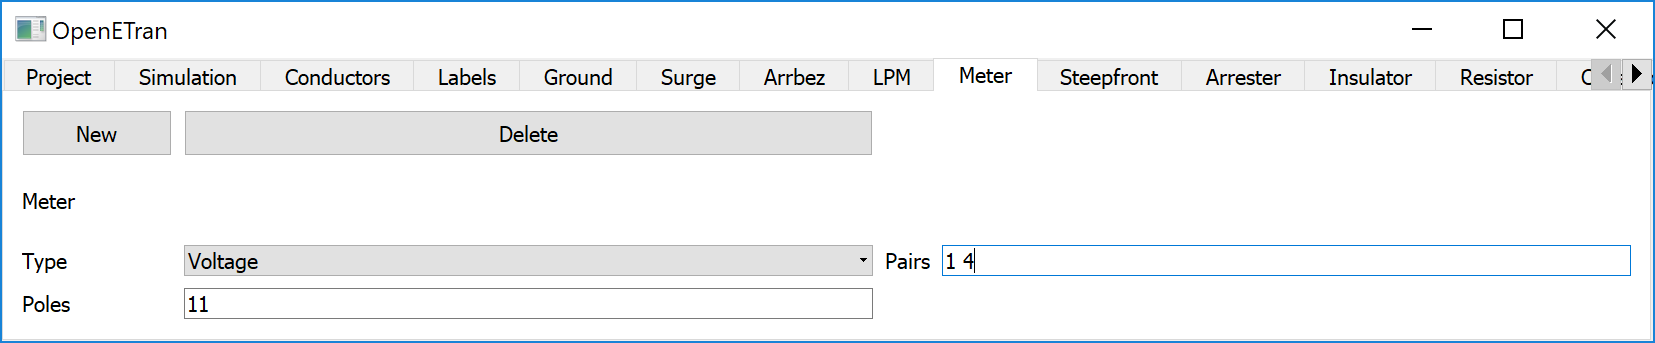 OpenETran
Project Simulation Conductors Labels Ground Surge Arrbez LPM Meter Steepfront Arrester Insulator Resistor
New Delete
Meter
Type Voltage Pairs 1 4
Poles 11